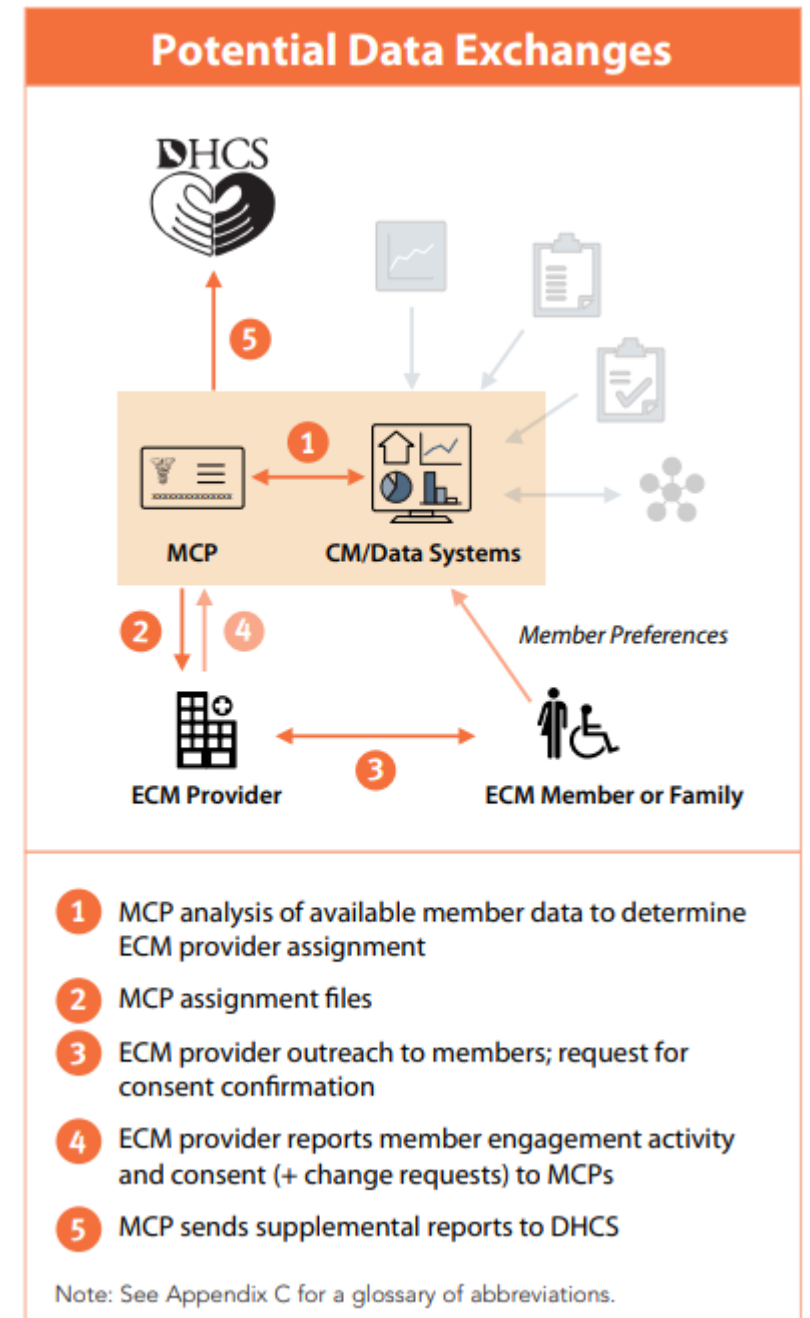 Potential Data Exchanges
DHCS
5
1
MCP
CM/Data Systems
2
4
Member Preferences
3
ECM Provider
ECM Member or Family
1 MCP analysis of available member data to determine
ECM provider assignment
2 MCP assignment files
3 ECM provider outreach to members; request for
consent confirmation
4 ECM provider reports member engagement activity
and consent (+ change requests) to MCPs
5 MCP sends supplemental reports to DHCS
Note: See Appendix C for a glossary of abbreviations.